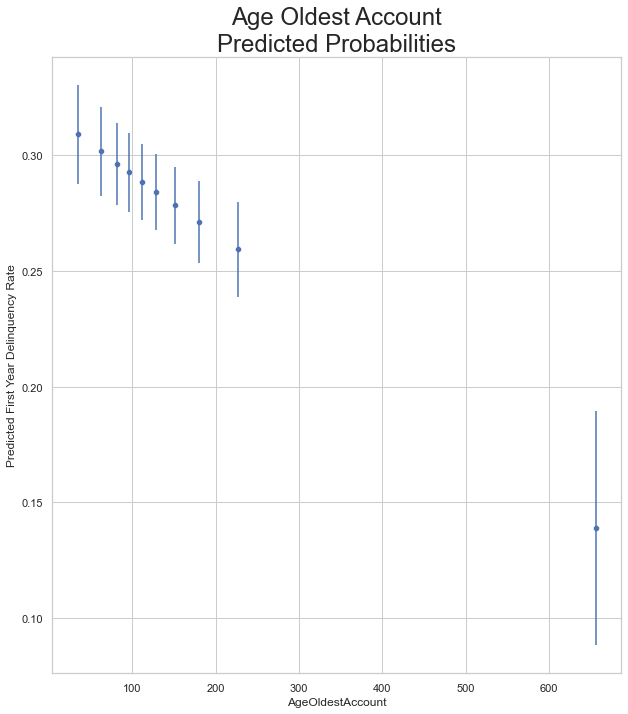 Age Oldest Account
Predicted Probabilities
0.30
0.25
0.20
0.15
0.10
Predicted First Year Delinquency Rate
100 200 300 400 500 600
AgeOldestAccount